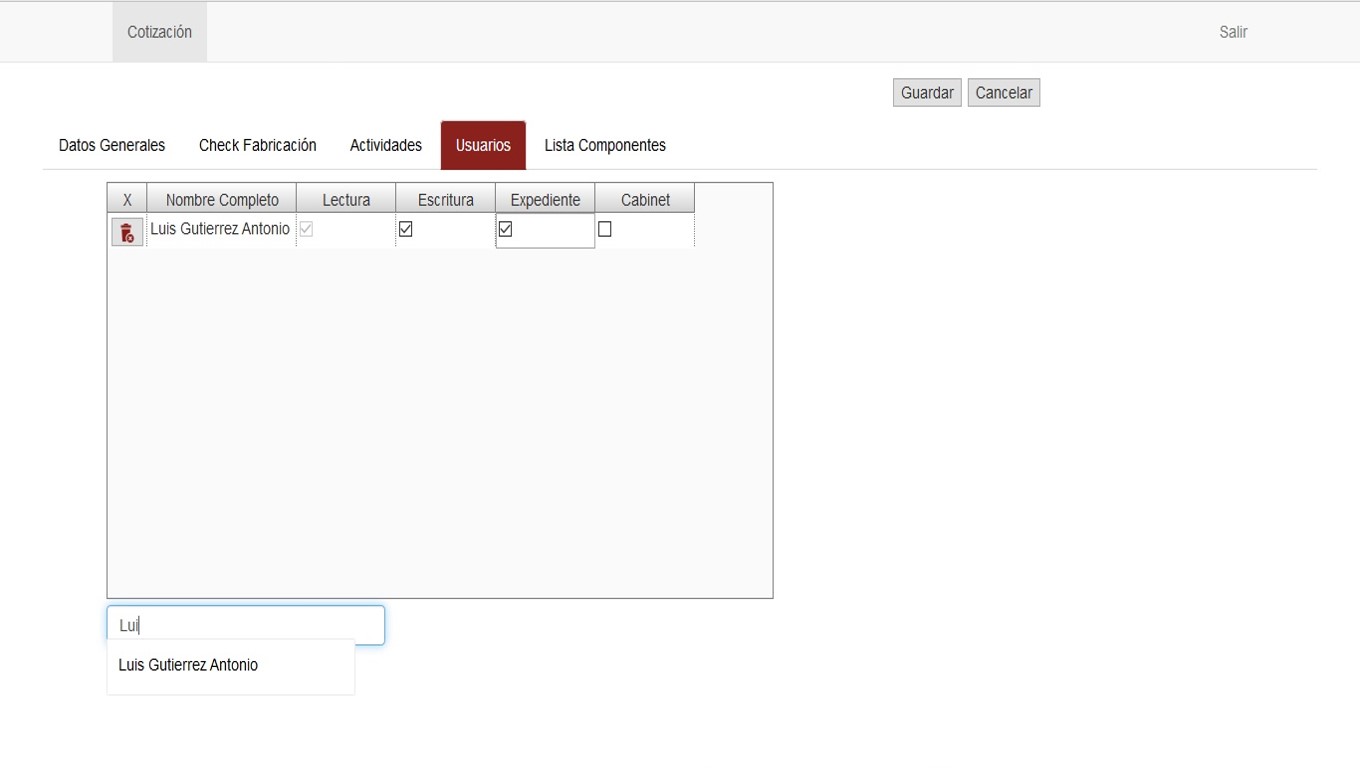 Cotización Salir
Guardar Cancelar
Datos Generales Check Fabricación Actividades Usuarios Lista Componentes
X Nombre Completo Lectura Escritura Expediente Cabinet
Luis Gutierrez Antonio
Lui
Luis Gutierrez Antonio